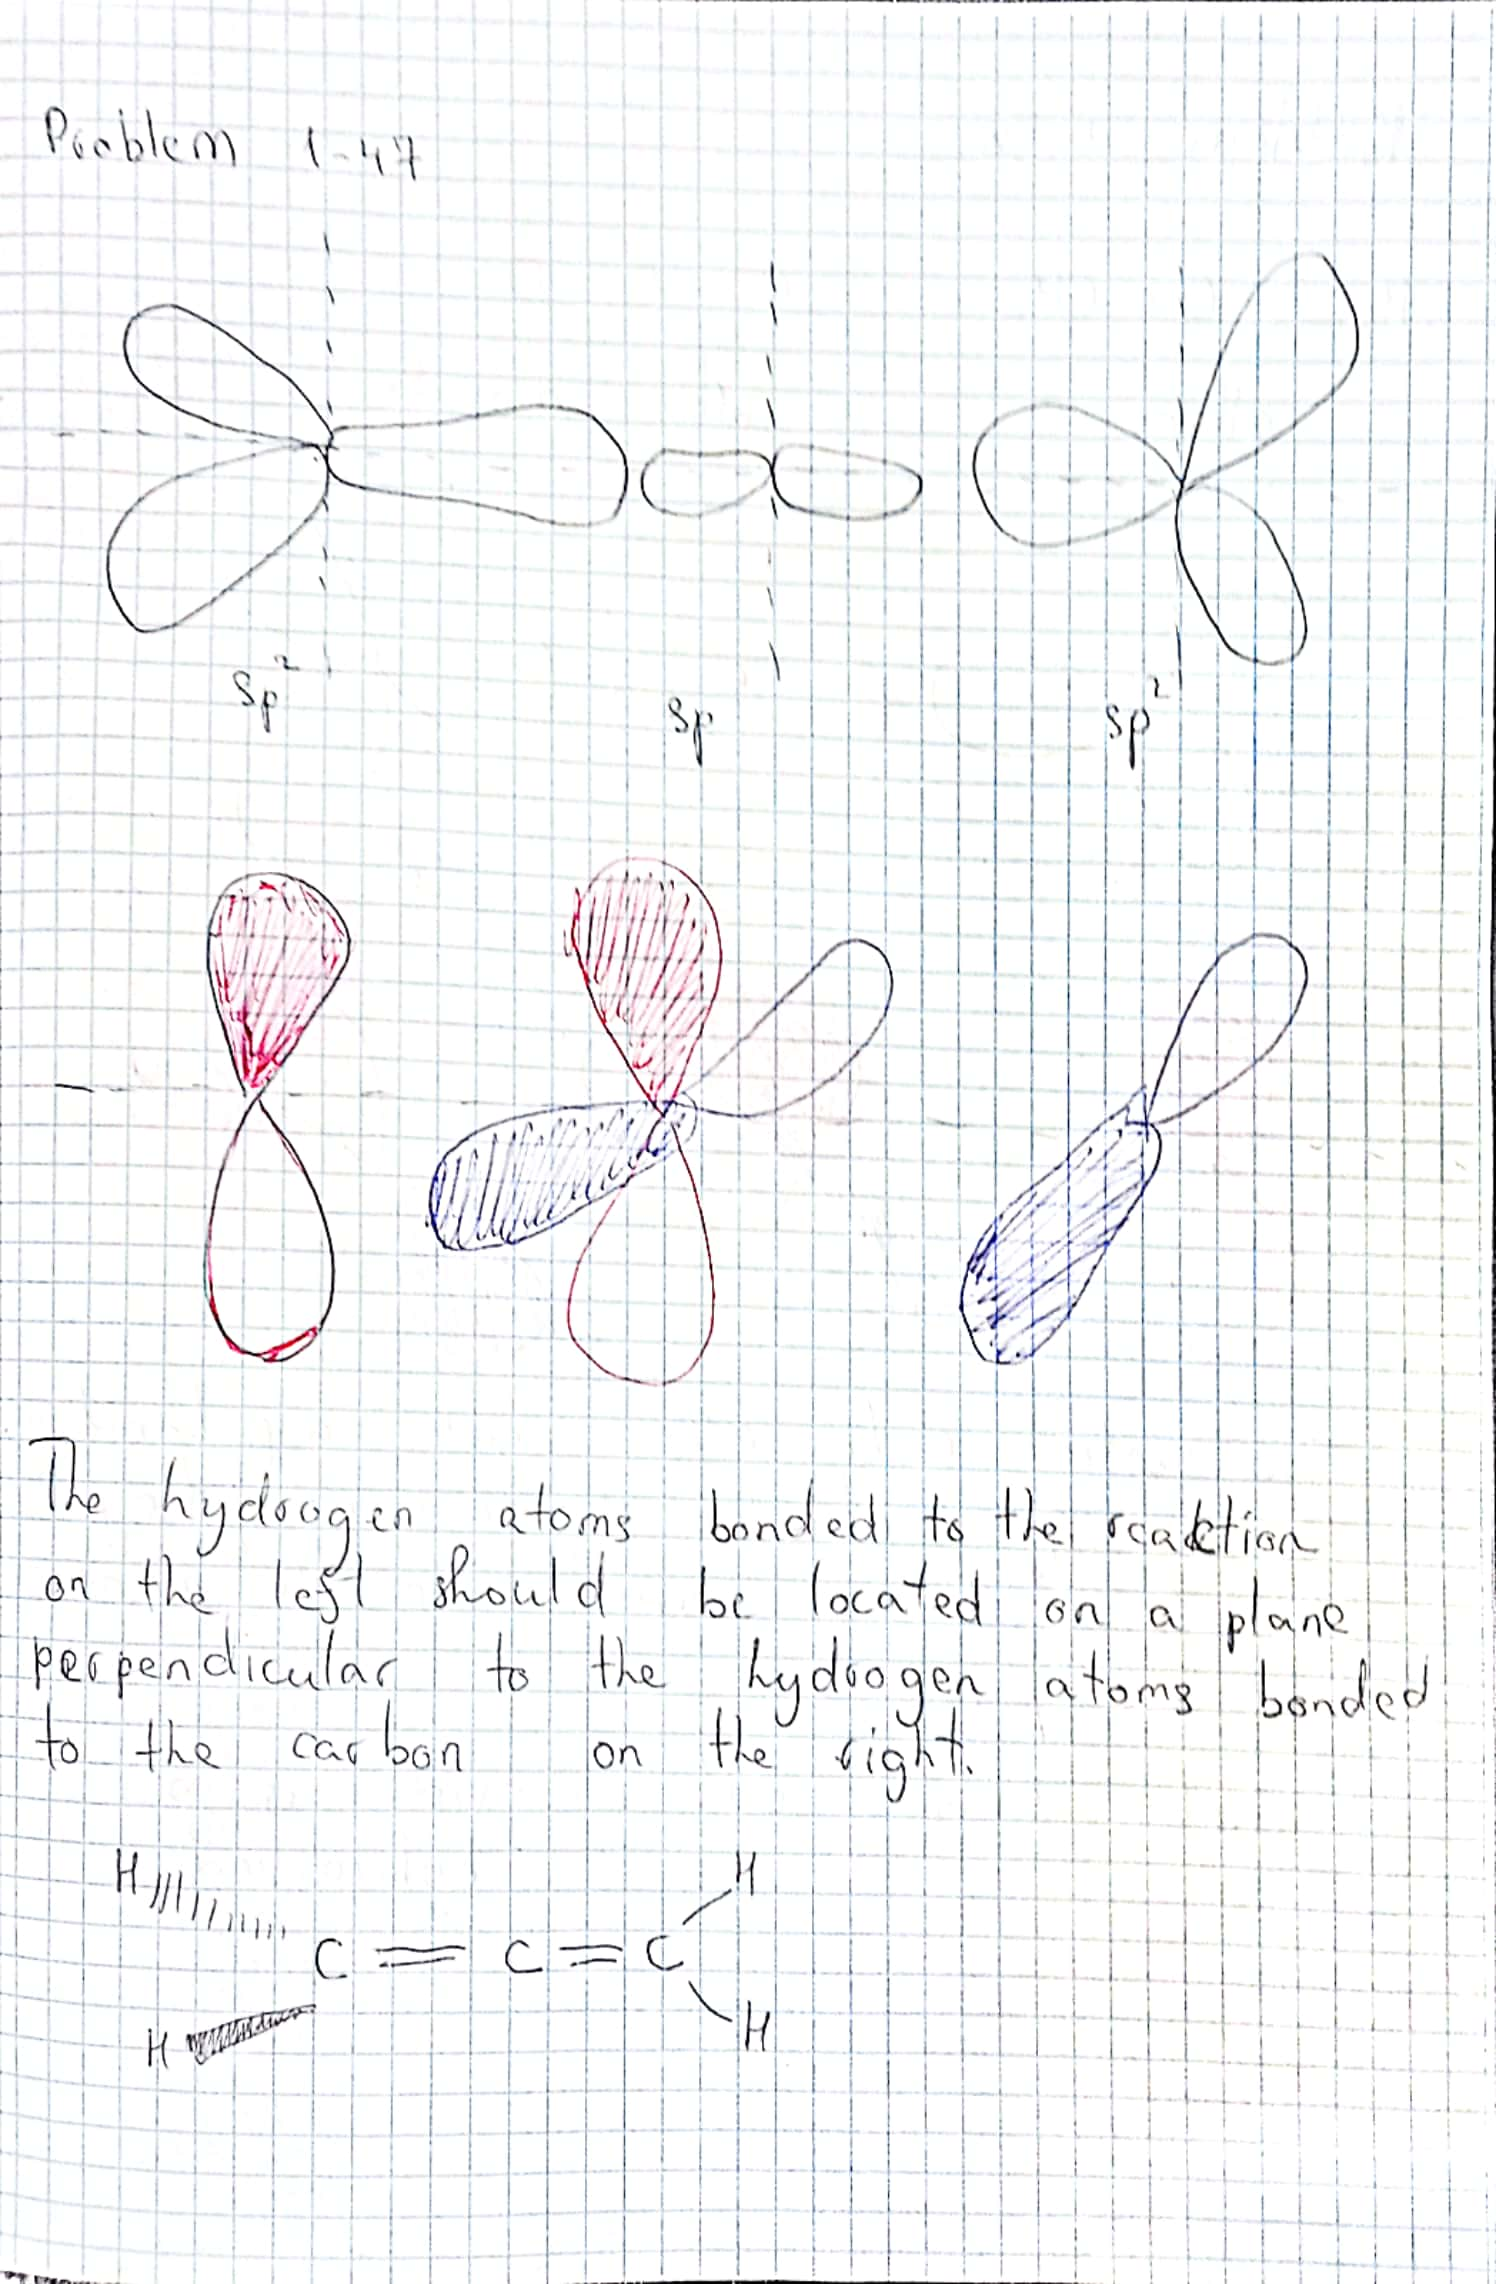 Problem 1-47
sp² sp sp²
The hydrogen atoms bonded to the reaction
on the left should be located on a plane
perpendicular to the hydrogen atoms bonded
to the carbon on the right.
H H
C = C = C
H H